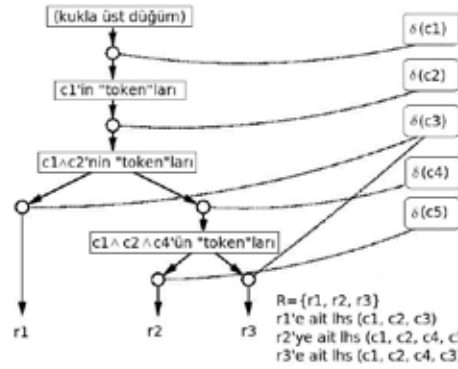 (kukla üst düğüm)
δ(c1)
c1'in "token"ları
δ(c2)
δ(c3)
c1∧c2'nin "token"ları
δ(c4)
δ(c5)
c1∧c2∧c4'ün "token"ları
R={r1, r2, r3}
r1'e ait lhs (c1, c2, c3)
r2'ye ait lhs (c1, c2, c4, c5
r3'e ait lhs (c1, c2, c4, c3
r1
r2
r3